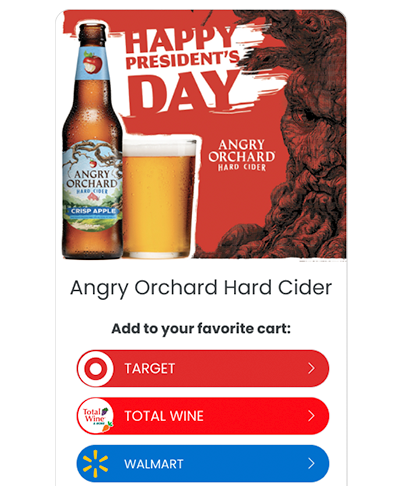 HAPPY
PRESIDENT'S
DAY
ANGRY
ORCHARD
HARD CIDER
ANGRY
ORCHARD
HARD CIDER
CRISP APPLE
Angry Orchard Hard Cider
Add to your favorite cart:
TARGET
Total
Wine
TOTAL WINE
WALMART